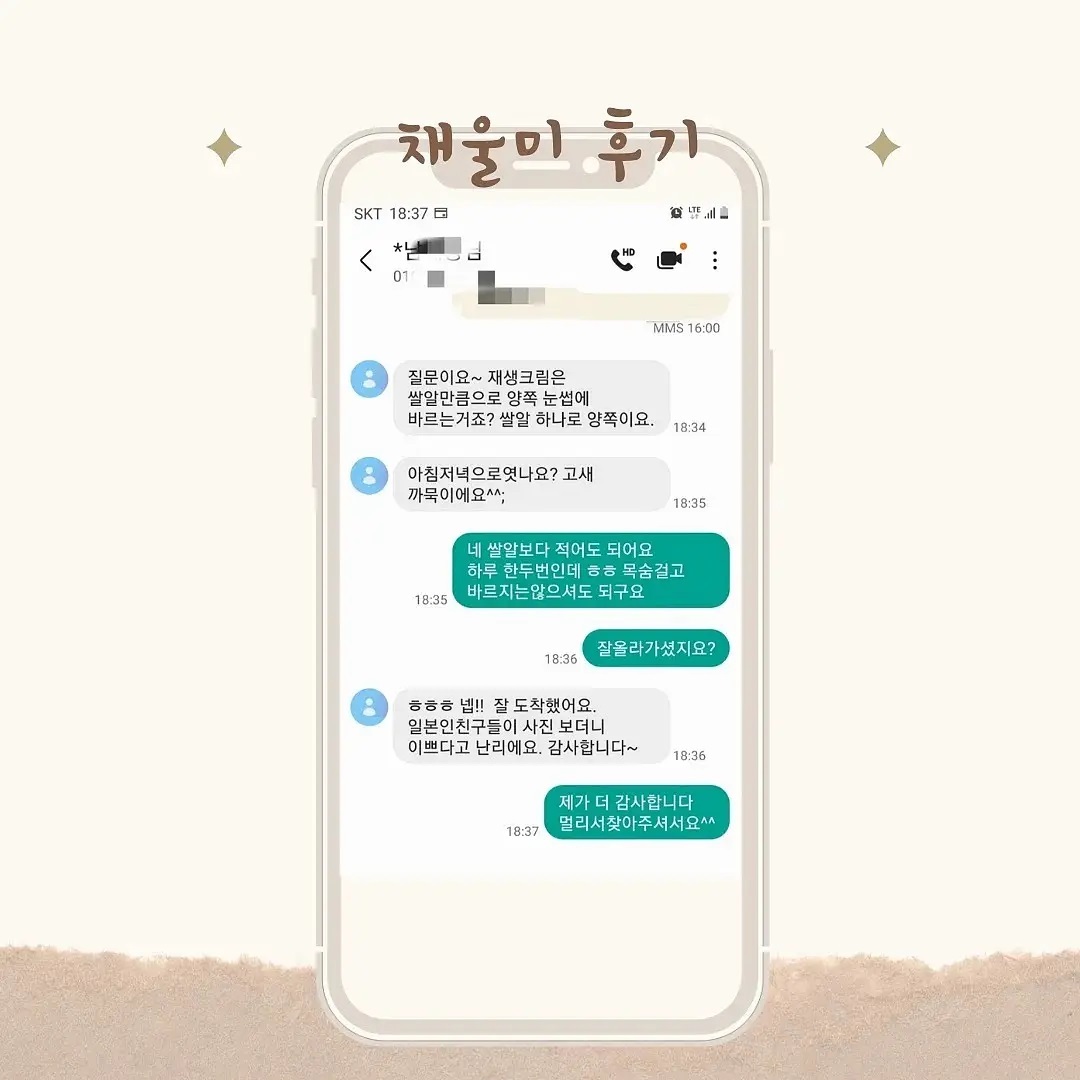 채울미 후기
SKT 18:37
LTE
HD
MMS 16:00
질문이요~ 재생크림은
쌀알만큼으로 양쪽 눈썹에
바르는거죠? 쌀알 하나로 양쪽이요.
18:34
아침저녁으로엿나요? 고새
까묵이에요^^;
18:35
네 쌀알보다 적어도 되어요
하루 한두번인데 ㅎㅎ 목숨걸고
바르지는않으셔도 되구요
18:35
잘올라가셨지요?
18:36
ㅎㅎㅎ 넵!! 잘 도착했어요.
일본인친구들이 사진 보더니
이쁘다고 난리에요. 감사합니다~
18:36
제가 더 감사합니다
멀리서찾아주셔서요^^
18:37